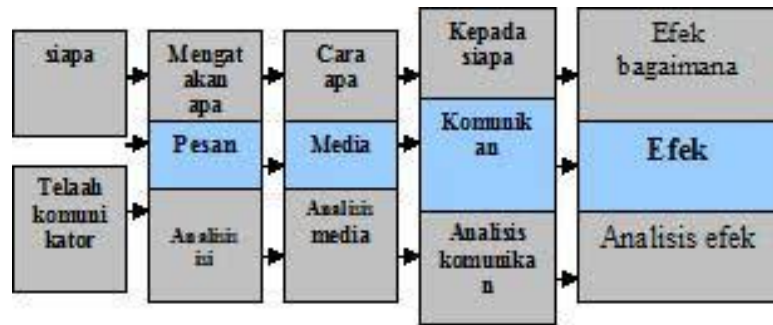 siapa
Telaah
komuni
kator
Mengat
akan
apa
Pesan
Analisis
isi
Cara
apa
Media
Analisis
media
Kepada
siapa
Komunik
an
Analisis
komunika
n
Efek
bagaimana
Efek
Analisis efek